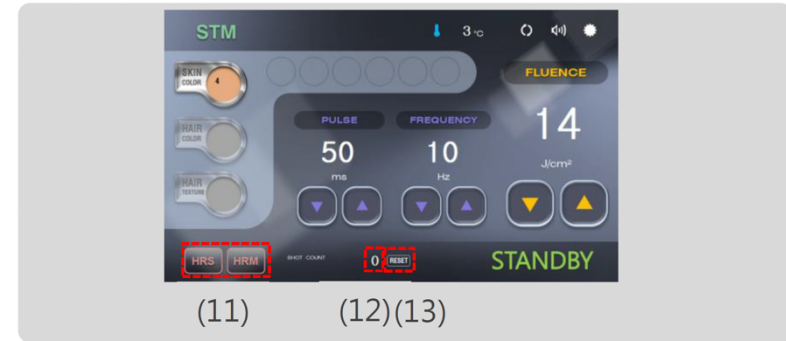 STM
3 °C
SKIN COLOR 4
HAIR COLOR
HAIR TEXTURE
PULSE
50
ms
FREQUENCY
10
Hz
FLUENCE
14
J/cm²
HRS HRM
SHOT COUNT 0 RESET
STANDBY
(11) (12) (13)